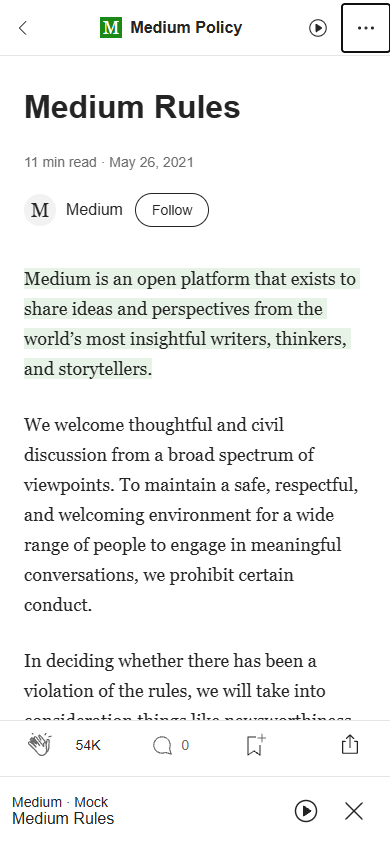 M Medium Policy
Medium Rules
11 min read · May 26, 2021
M Medium Follow
Medium is an open platform that exists to
share ideas and perspectives from the
world’s most insightful writers, thinkers,
and storytellers.
We welcome thoughtful and civil
discussion from a broad spectrum of
viewpoints. To maintain a safe, respectful,
and welcoming environment for a wide
range of people to engage in meaningful
conversations, we prohibit certain
conduct.
In deciding whether there has been a
violation of the rules, we will take into
consideration things like newsworthiness,
54K 0
Medium · Mock
Medium Rules